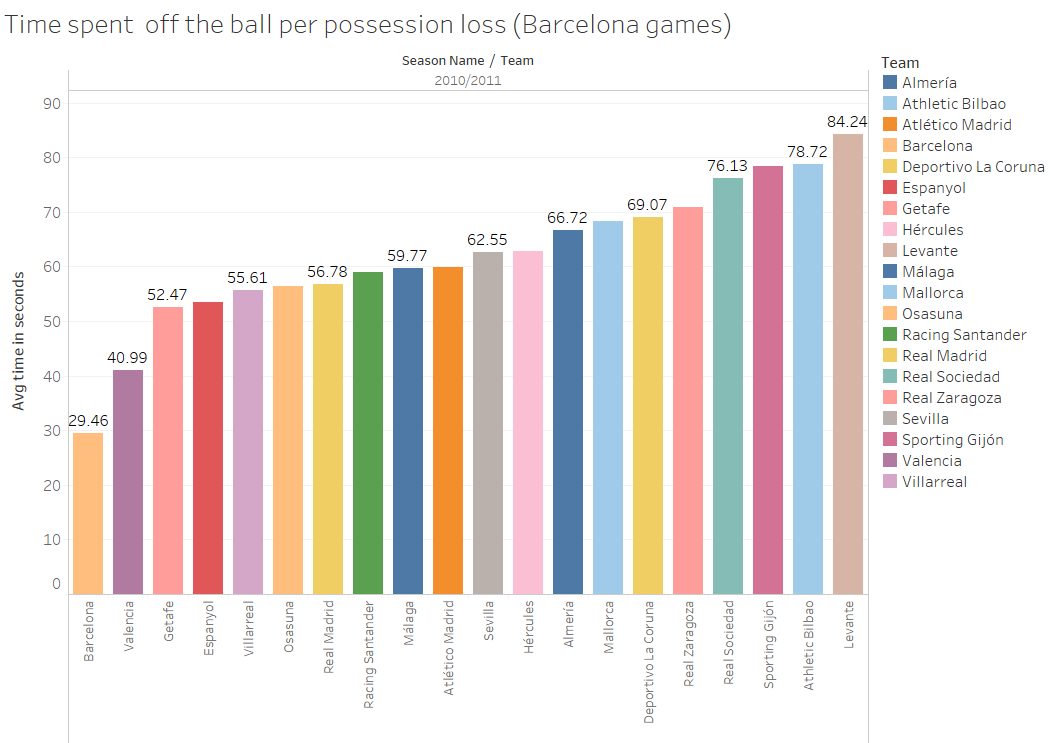 Time spent  off the ball per possession loss (Barcelona games)
Season Name / Team
2010/2011
Avg time in seconds
90
80
70
60
50
40
30
20
10
0
29.46
40.99
52.47
55.61
56.78
59.77
62.55
66.72
69.07
76.13
78.72
84.24
Barcelona
Valencia
Getafe
Espanyol
Villarreal
Osasuna
Real Madrid
Racing Santander
Málaga
Atlético Madrid
Sevilla
Hércules
Almería
Mallorca
Deportivo La Coruna
Real Zaragoza
Real Sociedad
Sporting Gijón
Athletic Bilbao
Levante
Team
Almería
Athletic Bilbao
Atlético Madrid
Barcelona
Deportivo La Coruna
Espanyol
Getafe
Hércules
Levante
Málaga
Mallorca
Osasuna
Racing Santander
Real Madrid
Real Sociedad
Real Zaragoza
Sevilla
Sporting Gijón
Valencia
Villarreal